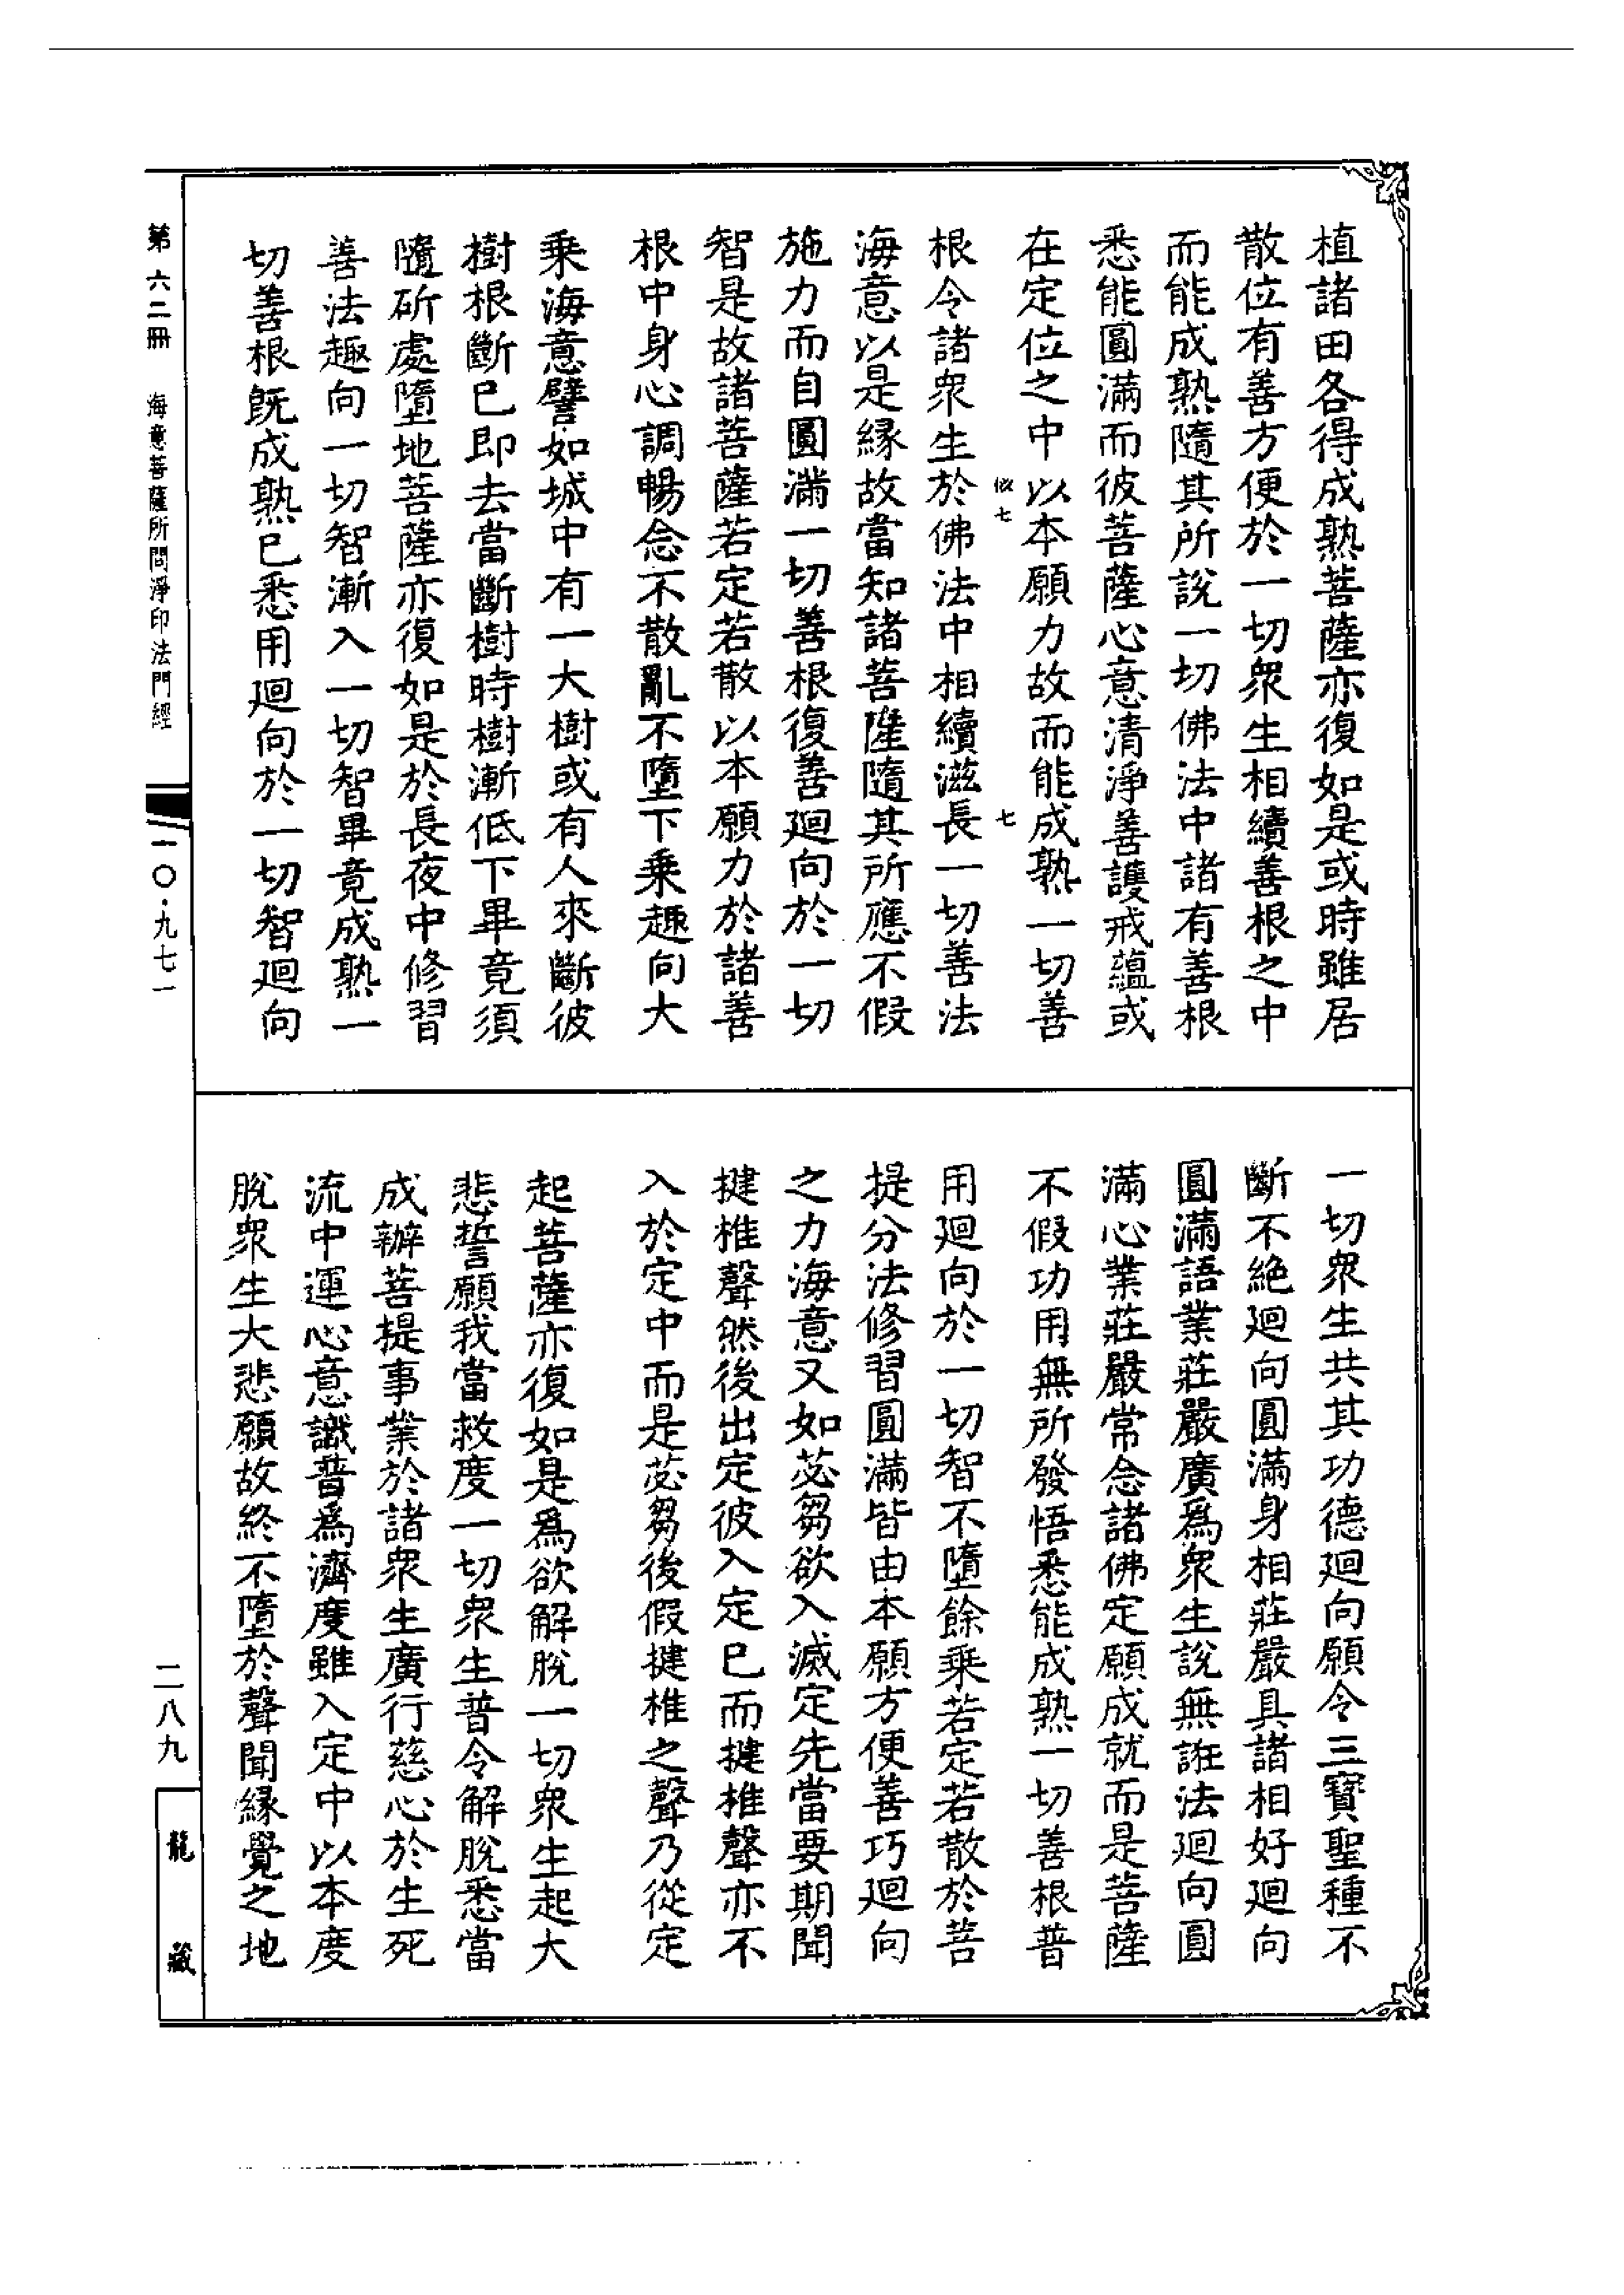 植諸田各得成熟菩薩亦復如是或時雖居
散位有善方便於一切衆生相續善根之中
而能成熟隨其所說一切佛法中諸有善根
悉能圓滿而彼菩薩心意清淨善護戒蘊或
在定位之中以本願力故而能成熟一切善
攸七 七
根令諸衆生於佛法中相續滋長一切善法
海意以是緣故當知諸菩薩隨其所應不假
施力而自圓滿一切善根復善迴向於一切
智是故諸菩薩若定若散以本願力於諸善
根中身心調暢念不散亂不墮下乗趣向大
乗海意譬如城中有一大樹或有人來斷彼
樹根斷已即去當斷樹時樹漸低下畢竟須
隨斫處墮地菩薩亦復如是於長夜中修習
善法趣向一切智漸入一切智畢竟成熟一
切善根既成熟已悉用迴向於一切智迴向
一切衆生共其功德迴向願令三寶聖種不
斷不絕迴向圓滿身相莊嚴具諸相好迴向
圓滿語業莊嚴廣爲衆生說無誑法迴向圓
滿心業莊嚴常念諸佛定願成就而是菩薩
不假功用無所發悟悉能成熟一切善根普
用迴向於一切智不墮餘乗若定若散於菩
提分法修習圓滿皆由本願方便善巧迴向
之力海意又如苾芻欲入滅定先當要期聞
揵椎聲然後出定彼入定已而揵椎聲亦不
入於定中而是苾芻後假揵椎之聲乃從定
起菩薩亦復如是爲欲解脫一切衆生起大
悲誓願我當救度一切衆生普令解脫悉當
成辦菩提事業於諸衆生廣行慈心於生死
流中運心意識普爲濟度雖入定中以本度
脫衆生大悲願故終不墮於聲聞緣覺之地
第六二冊 海意菩薩所問淨印法門經
一〇·九七一
二八九
龍藏